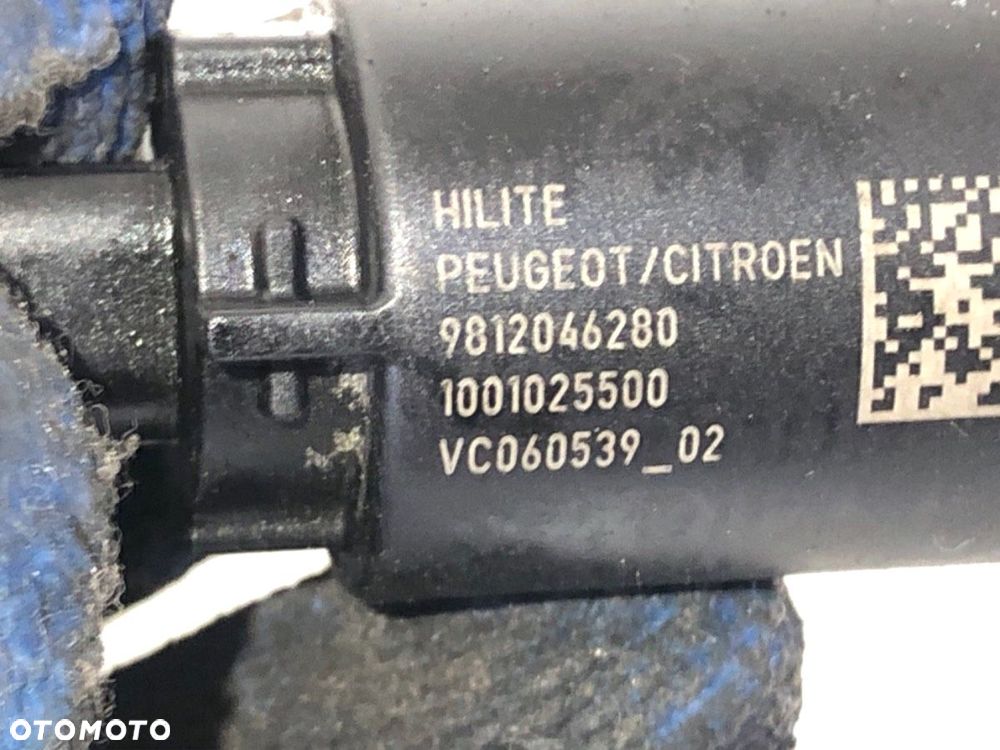 HILITE
PEUGEOT/CITROEN
9812046280
1001025500
VC060539_02
OTOMOTO